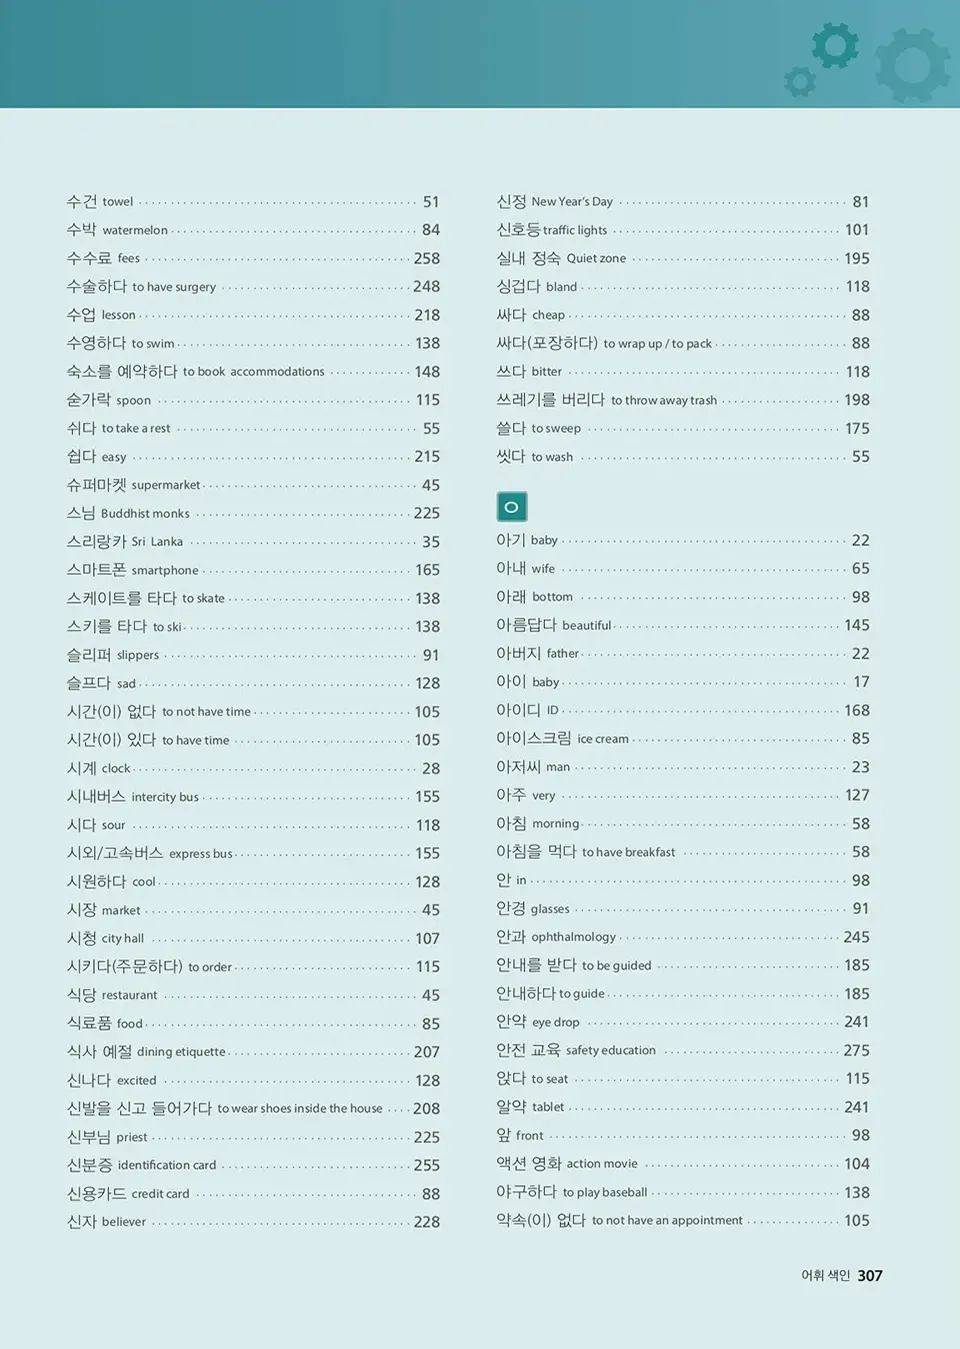 수건 towel 51
수박 watermelon 84
수수료 fees 258
수술하다 to have surgery 248
수업 lesson 218
수영하다 to swim 138
숙소를 예약하다 to book accommodations 148
숟가락 spoon 115
쉬다 to take a rest 55
쉽다 easy 215
슈퍼마켓 supermarket 45
스님 Buddhist monks 225
스리랑카 Sri Lanka 35
스마트폰 smartphone 165
스케이트를 타다 to skate 138
스키를 타다 to ski 138
슬리퍼 slippers 91
슬프다 sad 128
시간(이) 없다 to not have time 105
시간(이) 있다 to have time 105
시계 clock 28
시내버스 intercity bus 155
시다 sour 118
시외/고속버스 express bus 155
시원하다 cool 128
시장 market 45
시청 city hall 107
시키다(주문하다) to order 115
식당 restaurant 45
식료품 food 85
식사 예절 dining etiquette 207
신나다 excited 128
신발을 신고 들어가다 to wear shoes inside the house 208
신부님 priest 225
신분증 identification card 255
신용카드 credit card 88
신자 believer 228
신정 New Year's Day 81
신호등 traffic lights 101
실내 정숙 Quiet zone 195
싱겁다 bland 118
싸다 cheap 88
싸다(포장하다) to wrap up / to pack 88
쓰다 bitter 118
쓰레기를 버리다 to throw away trash 198
쓸다 to sweep 175
씻다 to wash 55
ㅇ
아기 baby 22
아내 wife 65
아래 bottom 98
아름답다 beautiful 145
아버지 father 22
아이 baby 17
아이디 ID 168
아이스크림 ice cream 85
아저씨 man 23
아주 very 127
아침 morning 58
아침을 먹다 to have breakfast 58
안 in 98
안경 glasses 91
안과 ophthalmology 245
안내를 받다 to be guided 185
안내하다 to guide 185
안약 eye drop 241
안전 교육 safety education 275
앉다 to seat 115
알약 tablet 241
앞 front 98
액션 영화 action movie 104
야구하다 to play baseball 138
약속(이) 없다 to not have an appointment 105
어휘 색인 307